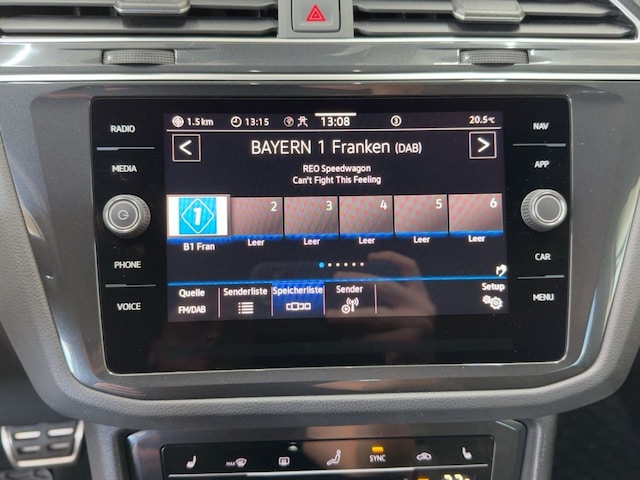 1.5 km 13:15 13:08 20.5°C
RADIO
MEDIA
PHONE
VOICE
BAYERN 1 Franken (DAB)
REO Speedwagon
Can't Fight This Feeling
1 2 3 4 5 6
B1 Fran Leer Leer Leer Leer Leer
Quelle Senderliste Speicherliste Sender Setup
FM/DAB
NAV
APP
CAR
MENU
MAX
SYNC